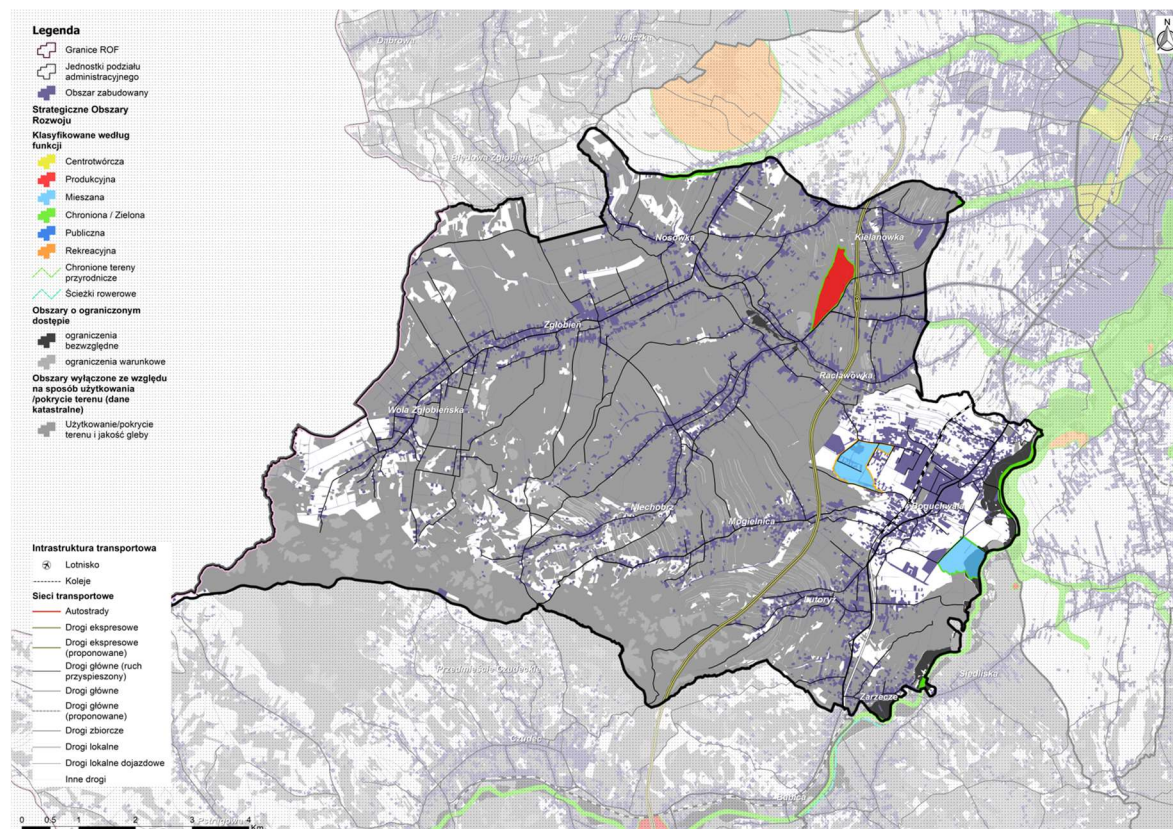 Legenda
Granice ROF
Jednostki podziału
administracyjnego
Obszar zabudowany
Strategiczne Obszary
Rozwoju
Klasyfikowane według
funkcji
Centrotwórcza
Produkcyjna
Mieszana
Chroniona / Zielona
Publiczna
Rekreacyjna
Chronione tereny
przyrodnicze
Ścieżki rowerowe
Obszary o ograniczonym
dostępie
ograniczenia
bezwzględne
ograniczenia warunkowe
Obszary wyłączone ze względu
na sposób użytkowania
/pokrycie terenu (dane
katastralne)
Użytkowanie/pokrycie
terenu i jakość gleby
Intrastruktura transportowa
Lotnisko
Koleje
Sieci transportowe
Autostrady
Drogi ekspresowe
Drogi ekspresowe
(proponowane)
Drogi główne (ruch
przyspieszony)
Drogi główne
Drogi główne
(proponowane)
Drogi zbiorcze
Drogi lokalne
Drogi lokalne dojazdowe
Inne drogi
0 0.5 1 2 3 4
Km
N
Dąbrowa
Woliczka
Błędowa Zgłobieńska
Nosówka
Kielanówka
Zgłobień
Racławówka
Wola Zgłobieńska
Niechobrz
Mogielnica
Boguchwała
Lutoryż
Przedmieście Czudeckie
Siedliska
Zarzecze
Czudec
Babica
Pstrągowa